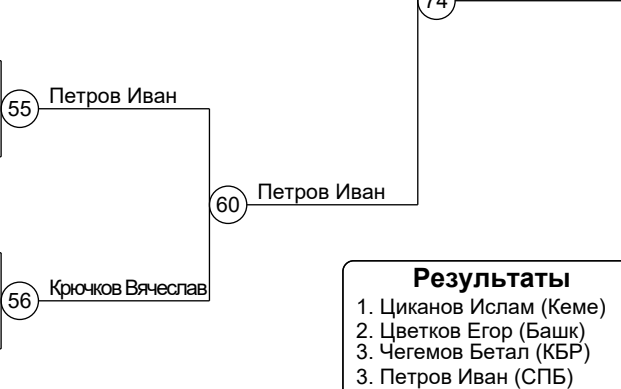 74
Петров Иван
55
Петров Иван
60
Крючков Вячеслав
56
Результаты
1. Циканов Ислам (Кеме)
2. Цветков Егор (Башк)
3. Чегемов Бетал (КБР)
3. Петров Иван (СПБ)